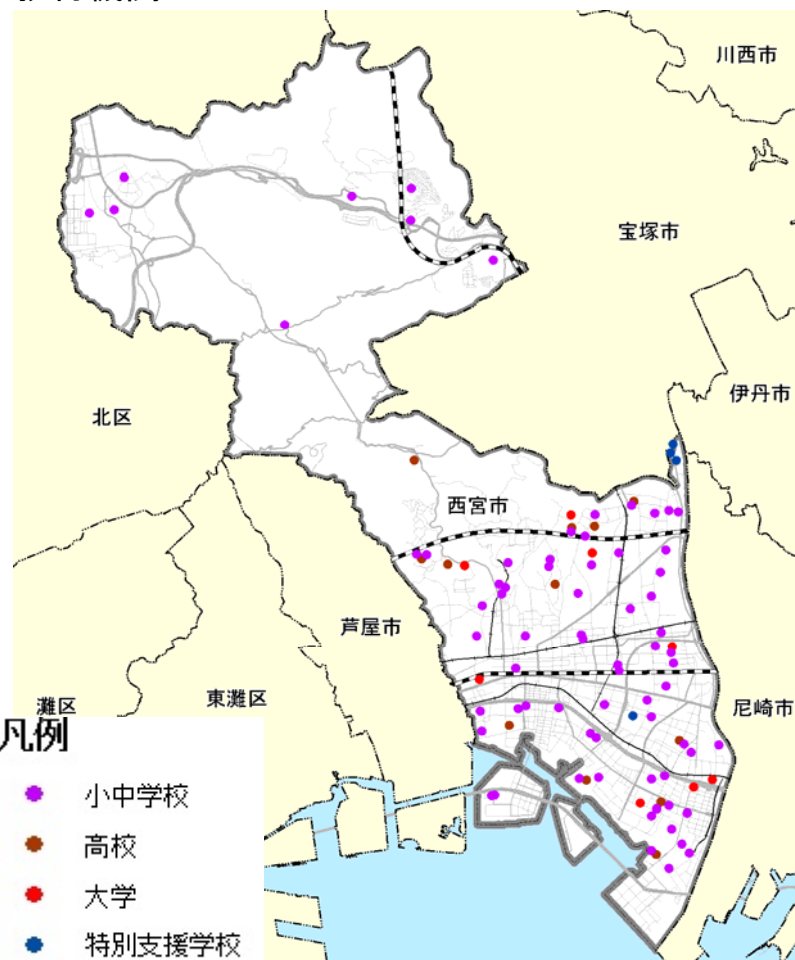 川西市
宝塚市
伊丹市
北区
西宮市
芦屋市
灘区
東灘区
尼崎市
凡例
小中学校
高校
大学
特別支援学校